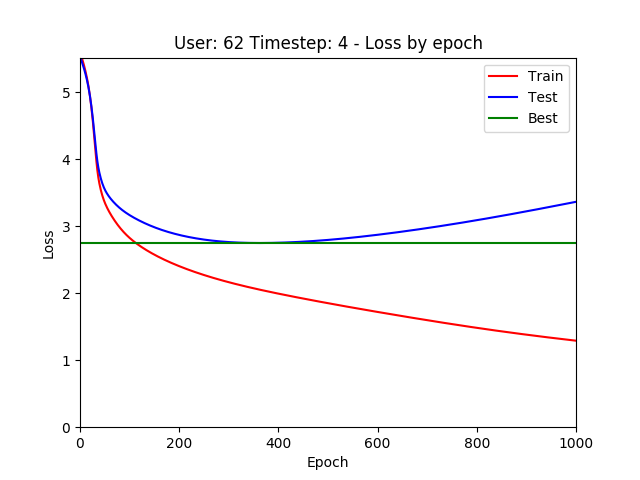 User: 62 Timestep: 4 - Loss by epoch
Train
Test
Best
5
4
3
2
1
0
Loss
0 200 400 600 800 1000
Epoch